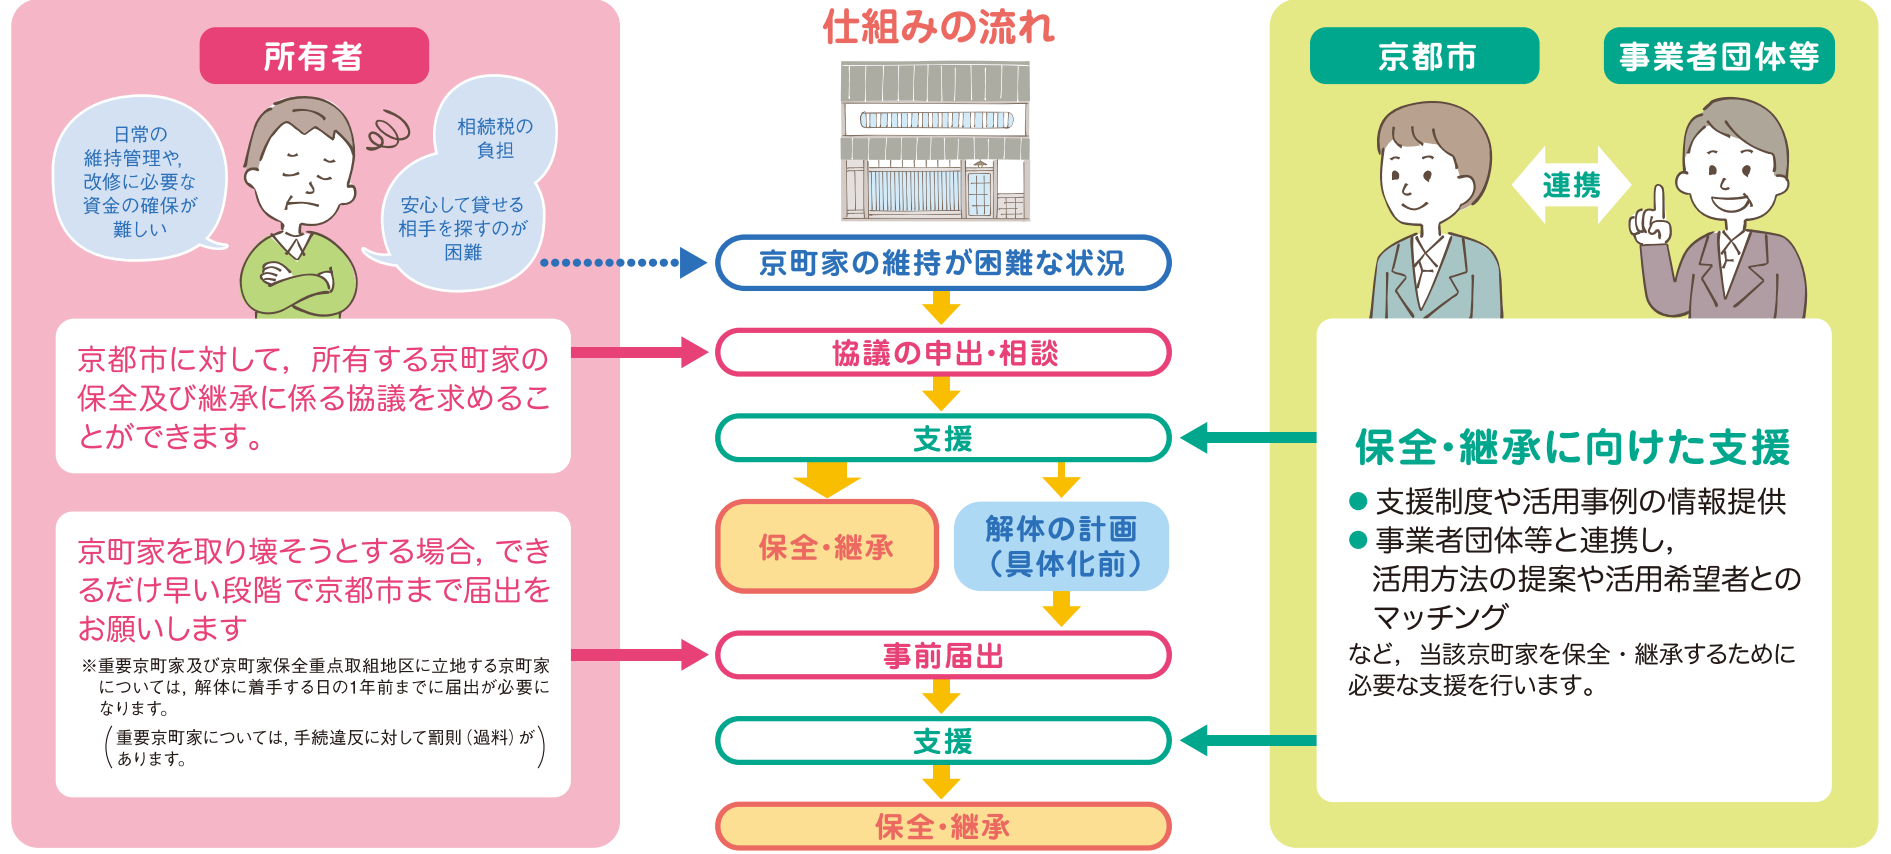 所有者
日常の
維持管理や,
改修に必要な
資金の確保が
難しい
相続税の
負担
安心して貸せる
相手を探すのが
困難
京都市に対して，所有する京町家の
保全及び継承に係る協議を求めるこ
とができます。
京町家を取り壊そうとする場合，でき
るだけ早い段階で京都市まで届出を
お願いします
※重要京町家及び京町家保全重点取組地区に立地する京町家
については，解体に着手する日の1年前までに届出が必要に
なります。
（重要京町家については，手続違反に対して罰則（過料）が
あります。）
仕組みの流れ
京町家の維持が困難な状況
協議の申出・相談
支援
保全・継承
解体の計画
（具体化前）
事前届出
支援
保全・継承
京都市
事業者団体等
連携
保全・継承に向けた支援
● 支援制度や活用事例の情報提供
● 事業者団体等と連携し，
活用方法の提案や活用希望者との
マッチング
など，当該京町家を保全・継承するために
必要な支援を行います。